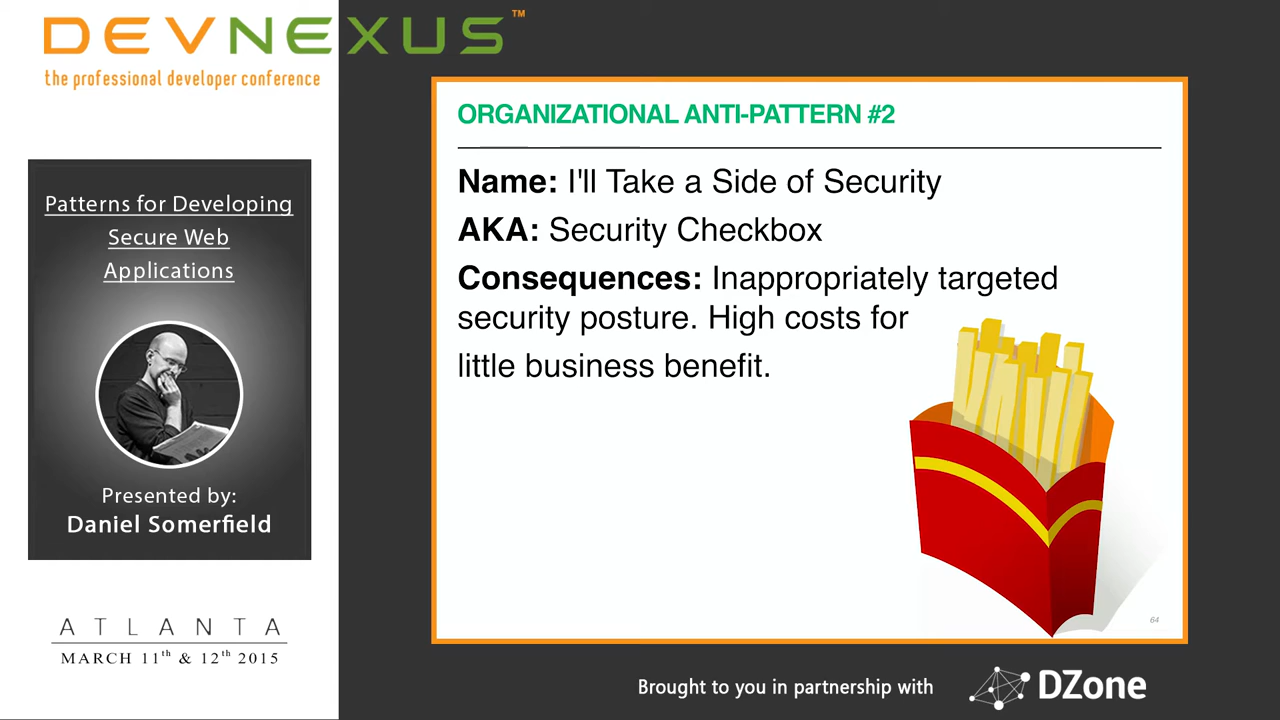 DEVNEXUS™
the professional developer conference
Patterns for Developing
Secure Web
Applications
Presented by:
Daniel Somerfield
ATLANTA
MARCH 11th & 12th 2015
ORGANIZATIONAL ANTI-PATTERN #2
Name: I'll Take a Side of Security
AKA: Security Checkbox
Consequences: Inappropriately targeted
security posture. High costs for
little business benefit.
64
Brought to you in partnership with
DZone